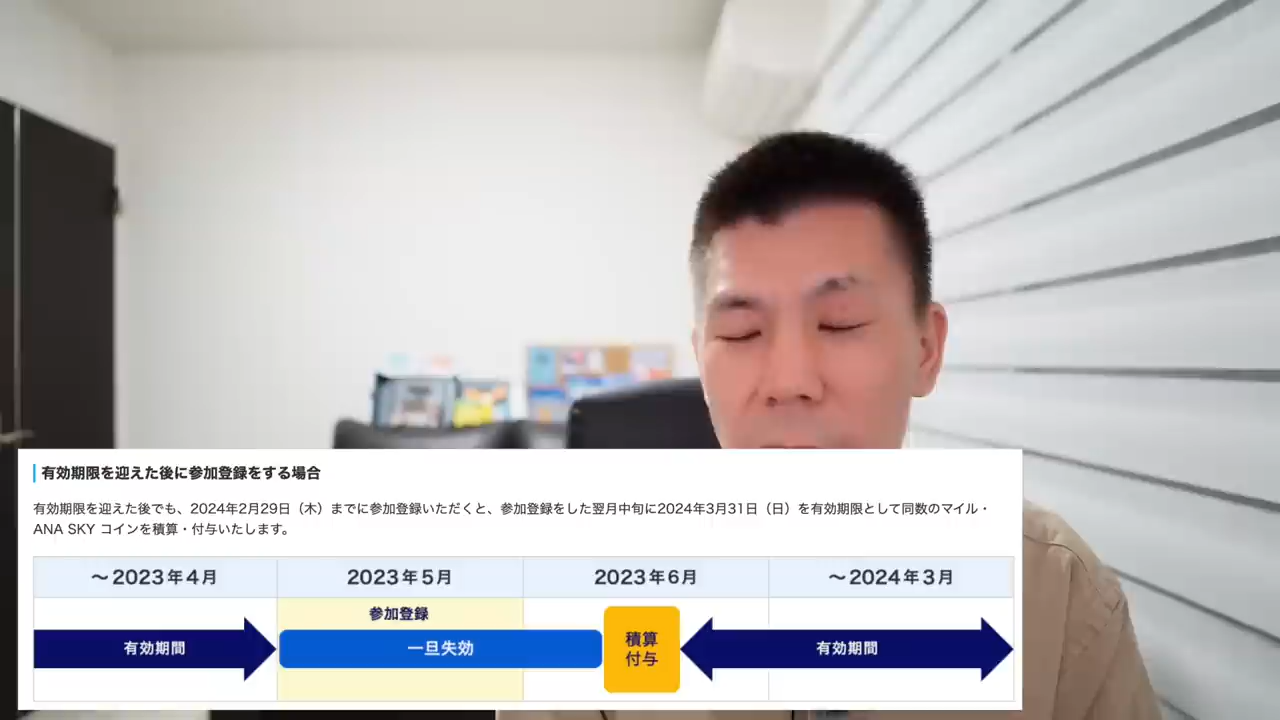 有効期限を迎えた後に参加登録をする場合
有効期限を迎えた後でも、2024年2月29日（木）までに参加登録いただくと、参加登録をした翌月中旬に2024年3月31日（日）を有効期限として同数のマイル・
ANA SKY コインを積算・付与いたします。
～2023年4月 2023年5月 2023年6月 ～2024年3月
参加登録
有効期間 一旦失効 積算 有効期間
付与